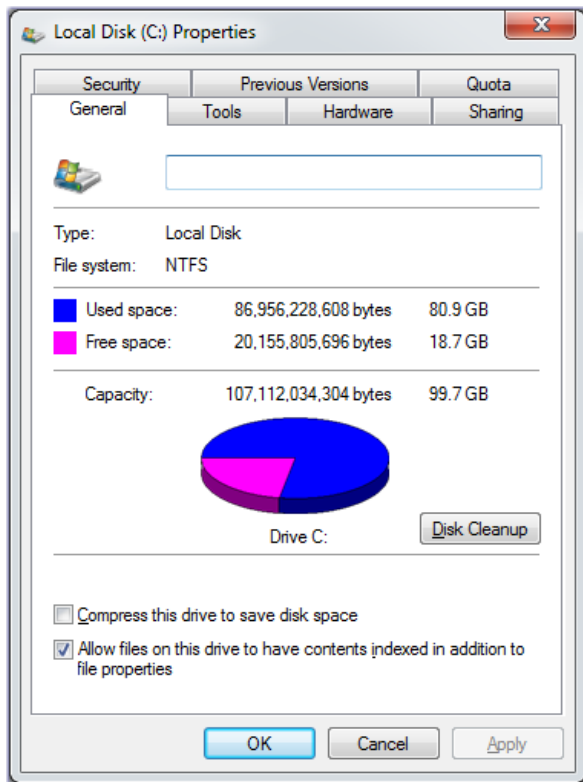 Local Disk (C:) Properties
Security Previous Versions Quota
General Tools Hardware Sharing
Type: Local Disk
File system: NTFS
Used space: 86,956,228,608 bytes 80.9 GB
Free space: 20,155,805,696 bytes 18.7 GB
Capacity: 107,112,034,304 bytes 99.7 GB
Drive C:
Disk Cleanup
Compress this drive to save disk space
Allow files on this drive to have contents indexed in addition to
file properties
OK Cancel Apply